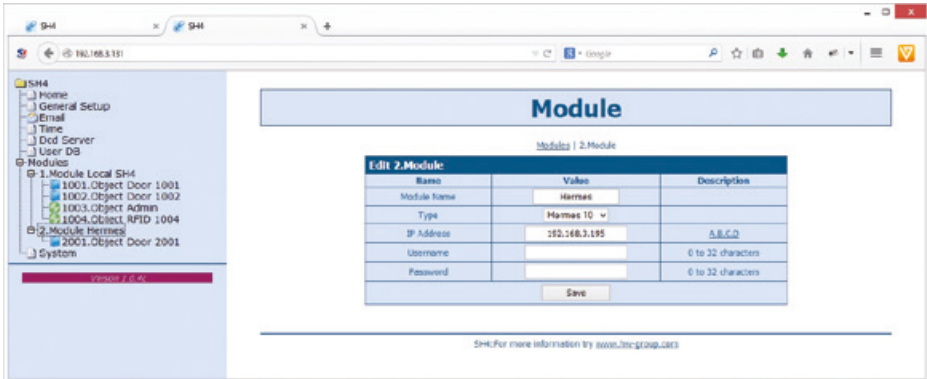 SH4
SH4
192.168.3.151
Google
SH4
Home
General Setup
Email
Time
Dcd Server
User DB
Modules
1.Module Local SH4
1001.Object Door 1001
1002.Object Door 1002
1003.Object Admin
1004.Object RFID 1004
2.Module Hermes
2001.Object Door 2001
System
Module
Modules | 2.Module
Edit 2.Module
Name Value Description
Module Name Hermes
Type Hermes 10
IP Address 192.168.3.195 A.B.C.D
Username 0 to 32 characters
Password 0 to 32 characters
Save
SH4:For more information try